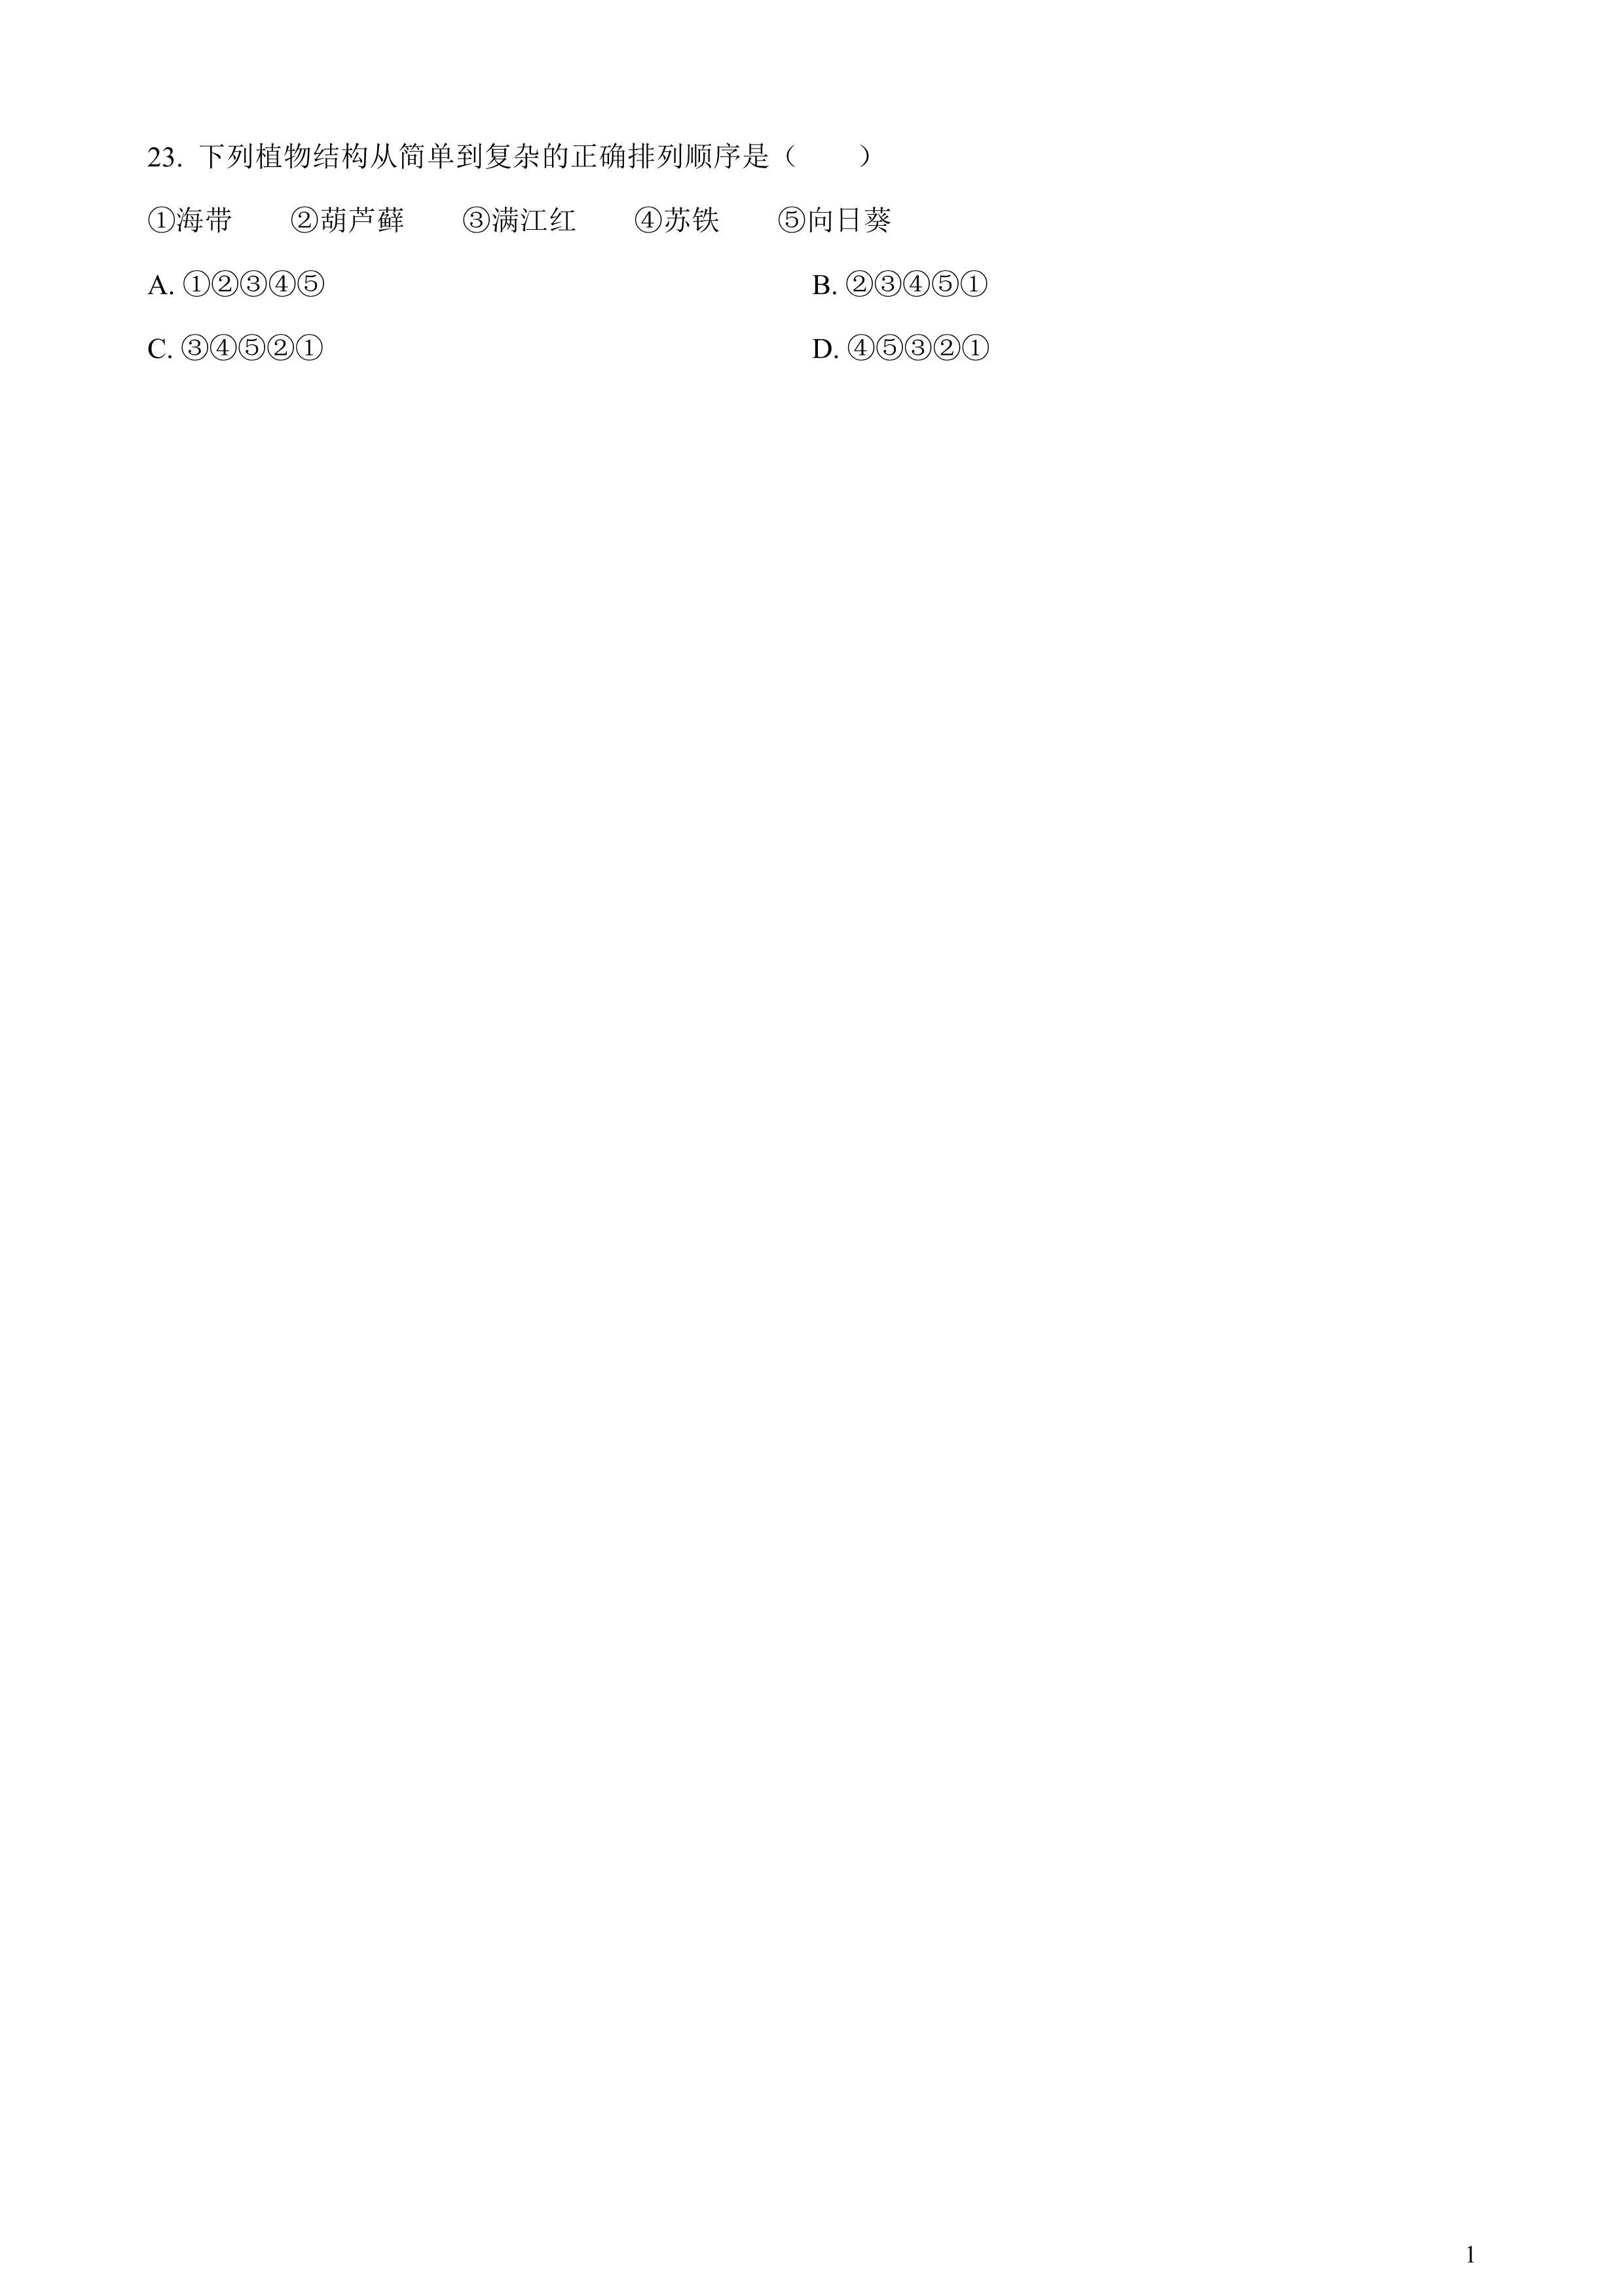 23. 下列植物结构从简单到复杂的正确排列顺序是（　　）
①海带　　②葫芦藓　　③满江红　　④苏铁　　⑤向日葵
A. ①②③④⑤　　B. ②③④⑤①
C. ③④⑤②①　　D. ④⑤③②①
1